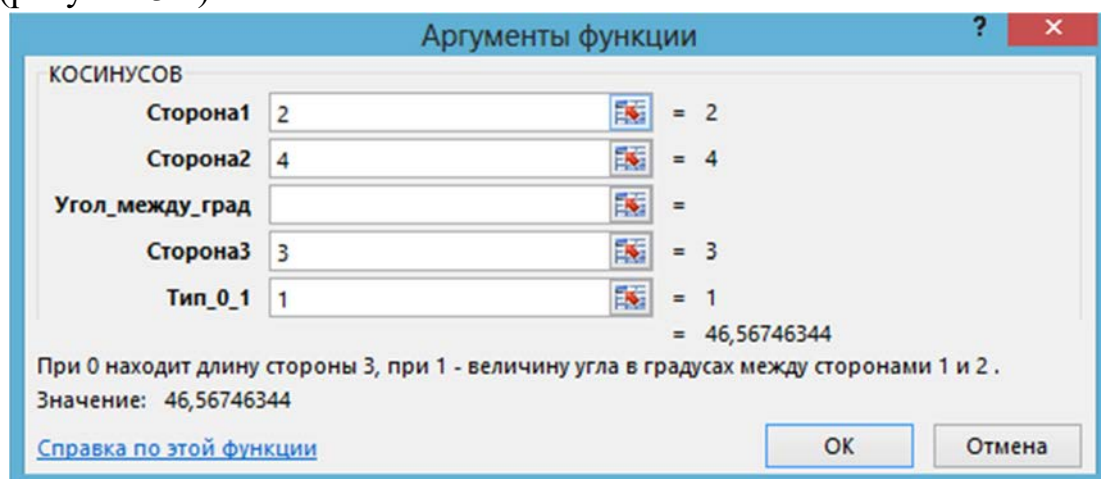 Аргументы функции ? ×
КОСИНУСОВ
Сторона1 2 = 2
Сторона2 4 = 4
Угол_между_град =
Сторона3 3 = 3
Тип_0_1 1 = 1
= 46,56746344
При 0 находит длину стороны 3, при 1 - величину угла в градусах между сторонами 1 и 2 .
Значение: 46,56746344
Справка по этой функции ОК Отмена